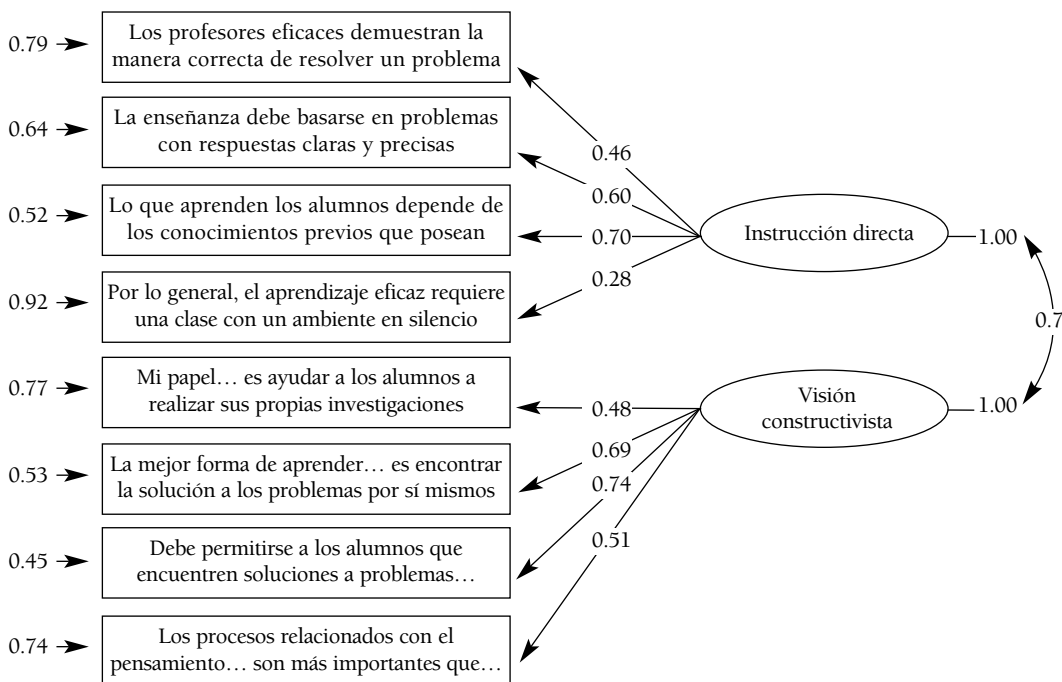 0.79
Los profesores eficaces demuestran la
manera correcta de resolver un problema
0.64
La enseñanza debe basarse en problemas
con respuestas claras y precisas
0.52
Lo que aprenden los alumnos depende de
los conocimientos previos que posean
0.92
Por lo general, el aprendizaje eficaz requiere
una clase con un ambiente en silencio
0.77
Mi papel… es ayudar a los alumnos a
realizar sus propias investigaciones
0.53
La mejor forma de aprender… es encontrar
la solución a los problemas por sí mismos
0.45
Debe permitirse a los alumnos que
encuentren soluciones a problemas…
0.74
Los procesos relacionados con el
pensamiento… son más importantes que…
0.46
0.60
0.70
0.28
0.48
0.69
0.74
0.51
Instrucción directa
1.00
Visión
constructivista
1.00
0.7